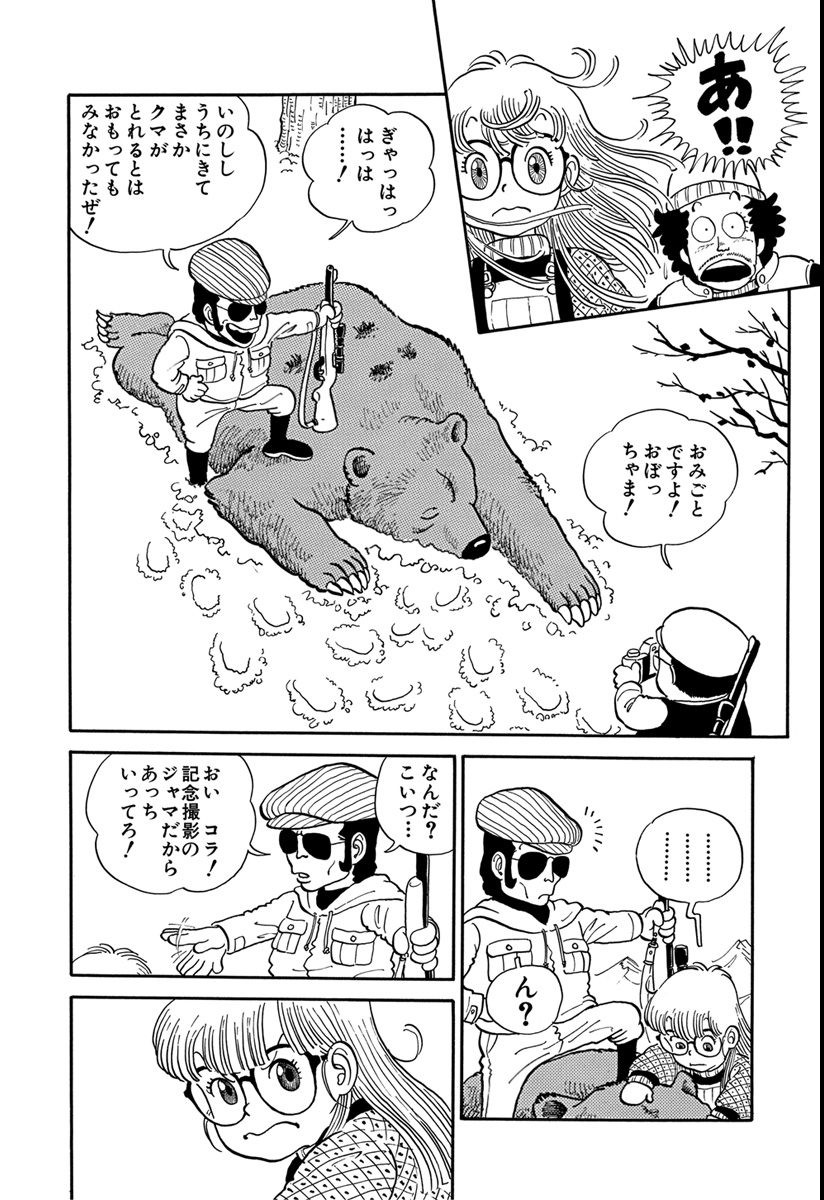 あ!!
ぎゃっはっ
はっは
……!
いのしし
うちにきて
まさか
クマが
とれるとは
おもっても
みなかったぜ!
おみごと
ですよ!
おぼっ
ちゃま!
………
………
ん?
なんだ?
こいつ…
おい コラ!
記念撮影の
ジャマだから
あっち
いってろ!